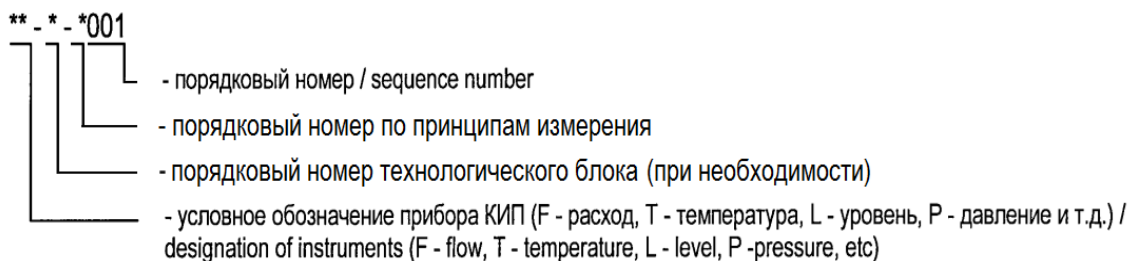 ** - * - *001
- порядковый номер / sequence number
- порядковый номер по принципам измерения
- порядковый номер технологического блока (при необходимости)
- условное обозначение прибора КИП (F - расход, T - температура, L - уровень, P - давление и т.д.) /
designation of instruments (F - flow, T - temperature, L - level, P -pressure, etc)